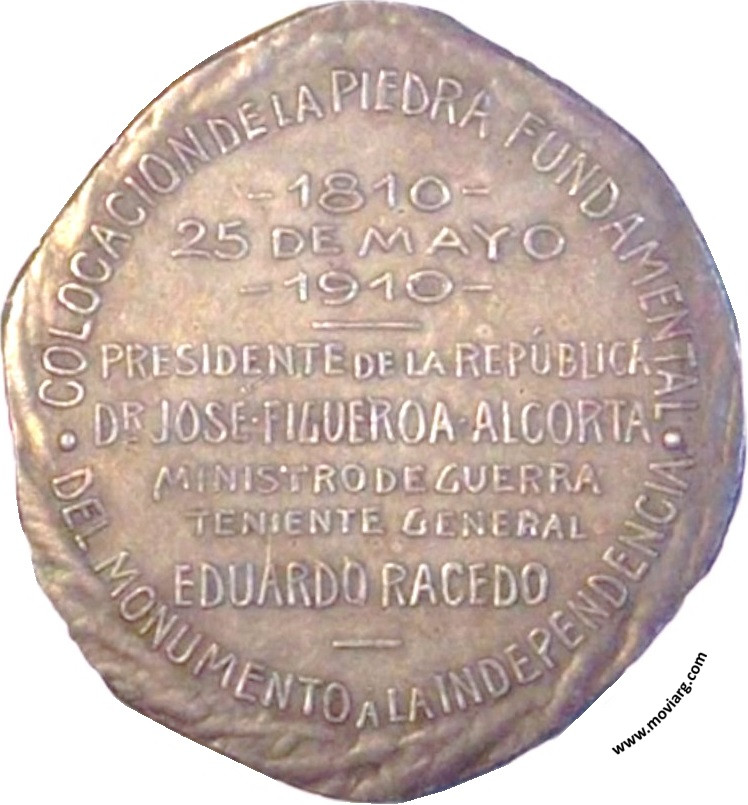 COLOCACION DE LA PIEDRA FUNDAMENTAL
- 1810 -
25 DE MAYO
- 1910 -
PRESIDENTE DE LA REPÚBLICA
DR JOSÉ·FIGUEROA·ALCORTA
MINISTRO DE GUERRA
TENIENTE GENERAL
EDUARDO RACEDO
• DEL MONUMENTO A LA INDEPENDENCIA •
www.moviarg.com